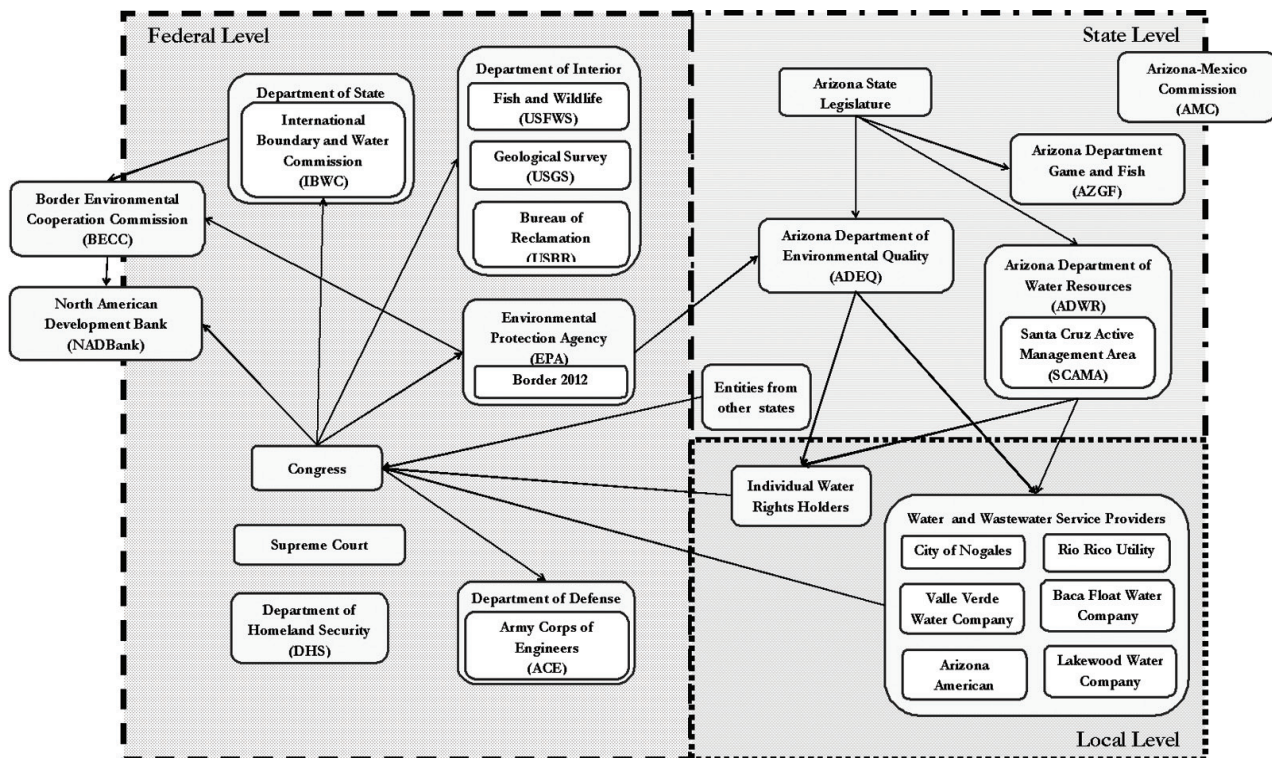 Federal Level
Department of State
International
Boundary and Water
Commission
(IBWC)
Department of Interior
Fish and Wildlife
(USFWS)
Geological Survey
(USGS)
Bureau of
Reclamation
(USBR)
Border Environmental
Cooperation Commission
(BECC)
North American
Development Bank
(NADBank)
Environmental
Protection Agency
(EPA)
Border 2012
Congress
Supreme Court
Department of
Homeland Security
(DHS)
Department of Defense
Army Corps of
Engineers
(ACE)
State Level
Arizona State
Legislature
Arizona-Mexico
Commission
(AMC)
Arizona Department
Game and Fish
(AZGF)
Arizona Department of
Environmental Quality
(ADEQ)
Arizona Department of
Water Resources
(ADWR)
Santa Cruz Active
Management Area
(SCAMA)
Entities from
other states
Individual Water
Rights Holders
Water and Wastewater Service Providers
City of Nogales
Rio Rico Utility
Valle Verde
Water Company
Baca Float Water
Company
Arizona
American
Lakewood Water
Company
Local Level